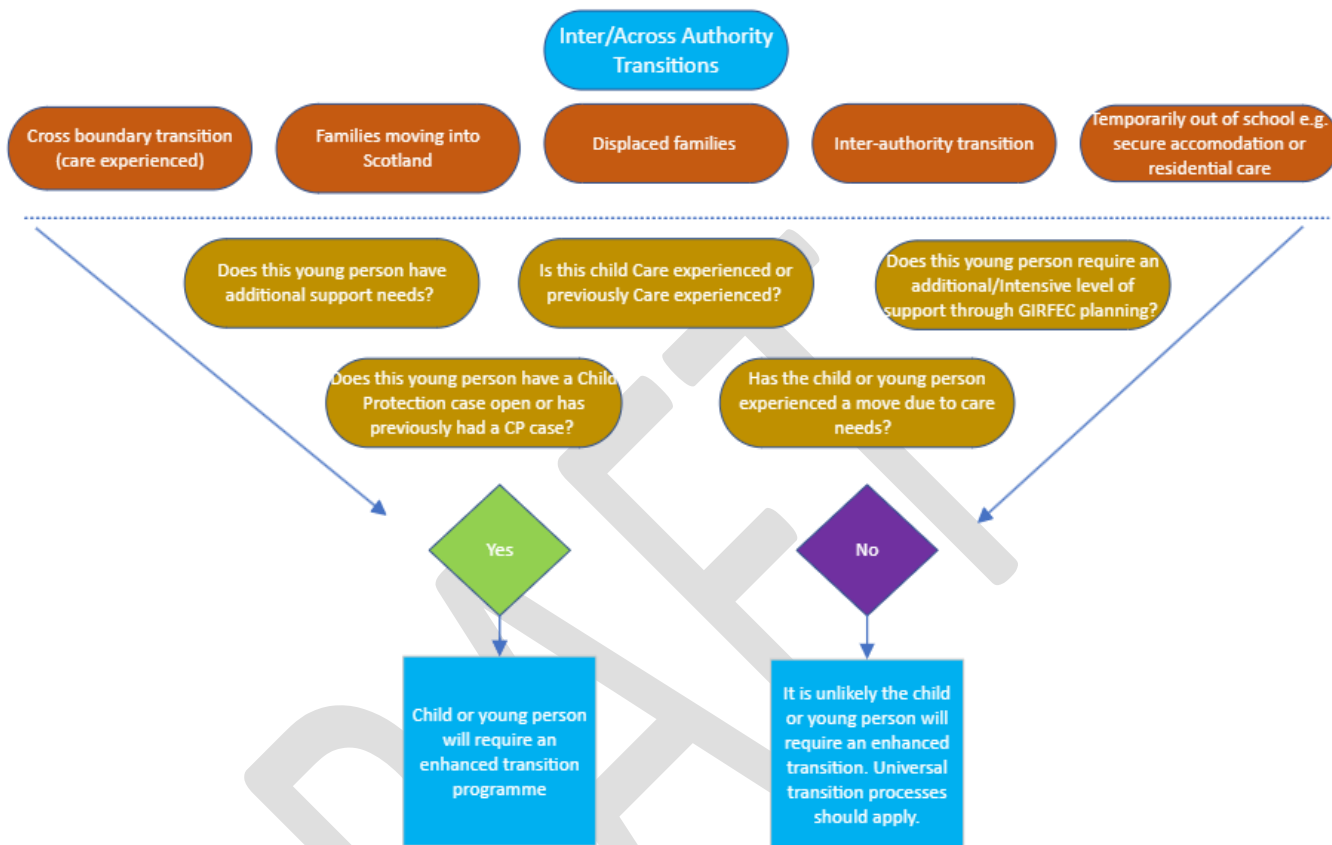 Inter/Across Authority
Transitions
Cross boundary transition
(care experienced)
Families moving into
Scotland
Displaced families
Inter-authority transition
Temporarily out of school e.g.
secure accomodation or
residential care
Does this young person have
additional support needs?
Is this child Care experienced or
previously Care experienced?
Does this young person require an
additional/Intensive level of
support through GIRFEC planning?
Does this young person have a Child
Protection case open or has
previously had a CP case?
Has the child or young person
experienced a move due to care
needs?
Yes
No
Child or young person
will require an
enhanced transition
programme
It is unlikely the child
or young person will
require an enhanced
transition. Universal
transition processes
should apply.
DRAFT